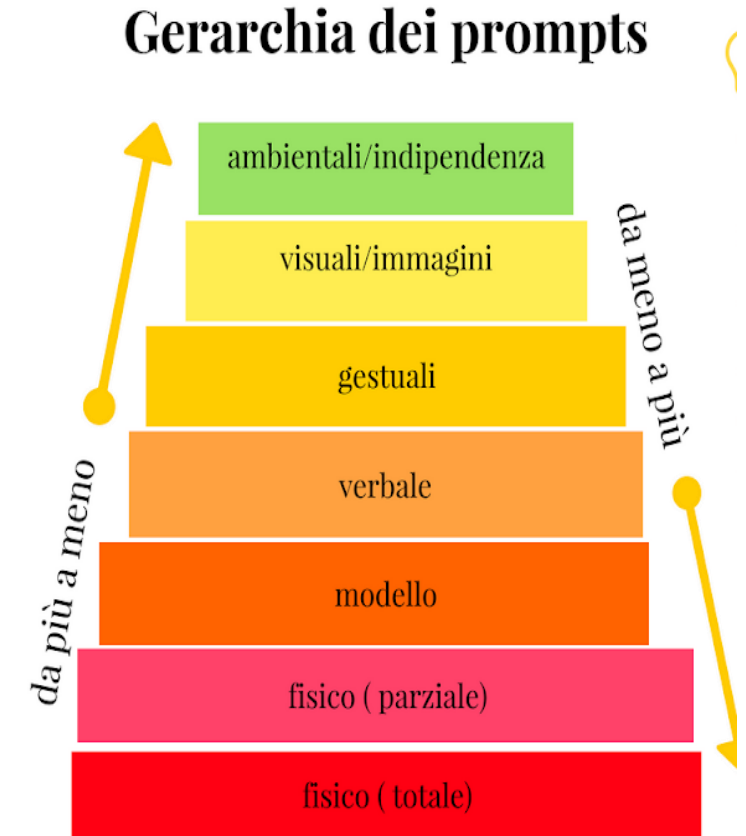 Gerarchia dei prompts
ambientali/indipendenza
visuali/immagini
gestuali
verbale
modello
fisico ( parziale)
fisico ( totale)
da più a meno
da meno a più